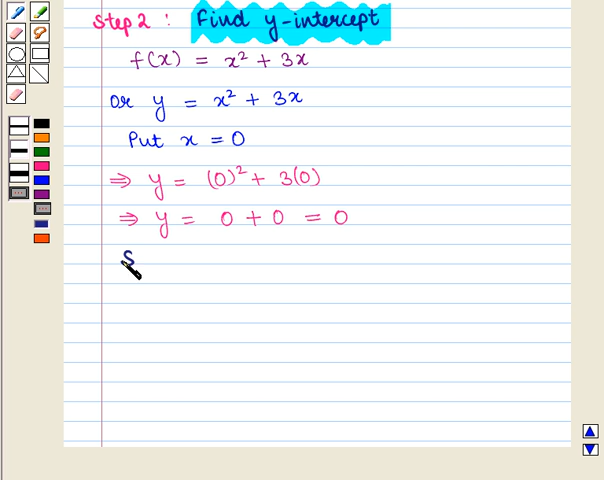 Step 2 : Find y-intercept
f(x) = x² + 3x
Or y = x² + 3x
Put x = 0
⇒ y = (0)² + 3(0)
⇒ y = 0 + 0 = 0
S